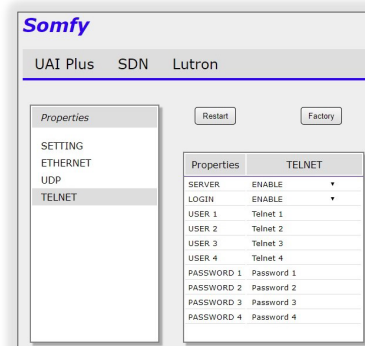 Somfy
UAI Plus SDN Lutron
Properties
SETTING
ETHERNET
UDP
TELNET
Restart Factory
Properties TELNET
SERVER ENABLE
LOGIN ENABLE
USER 1 Telnet 1
USER 2 Telnet 2
USER 3 Telnet 3
USER 4 Telnet 4
PASSWORD 1 Password 1
PASSWORD 2 Password 2
PASSWORD 3 Password 3
PASSWORD 4 Password 4